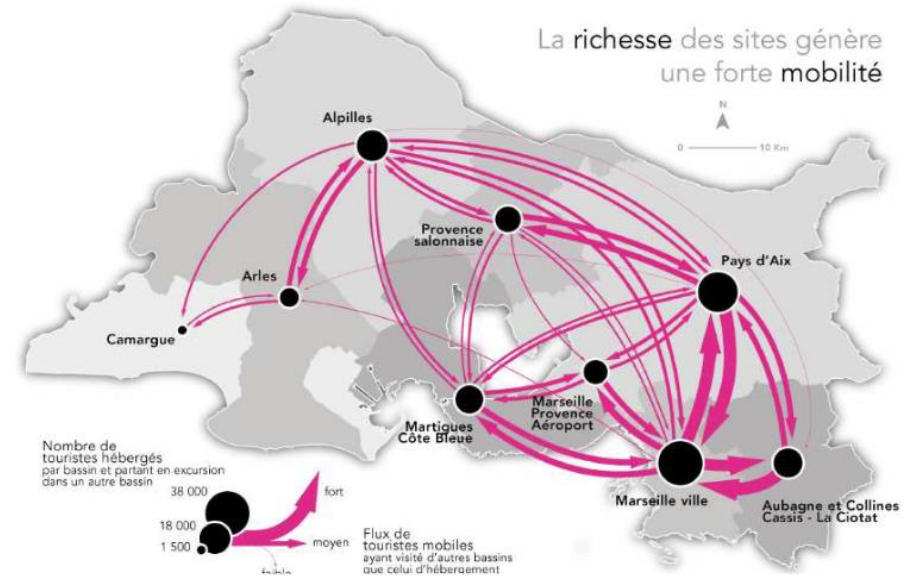 La richesse des sites génère
une forte mobilité
N
0
10 Km
Alpilles
Provence
salonnaise
Pays d'Aix
Arles
Camargue
Marseille
Provence
Aéroport
Martigues
Côte Bleue
Marseille ville
Aubagne et Collines
Cassis - La Ciotat
Nombre de
touristes hébergés
par bassin et partant en excursion
dans un autre bassin
38 000
18 000
1 500
fort
moyen
faible
Flux de
touristes mobiles
ayant visité d'autres bassins
que celui d'hébergement